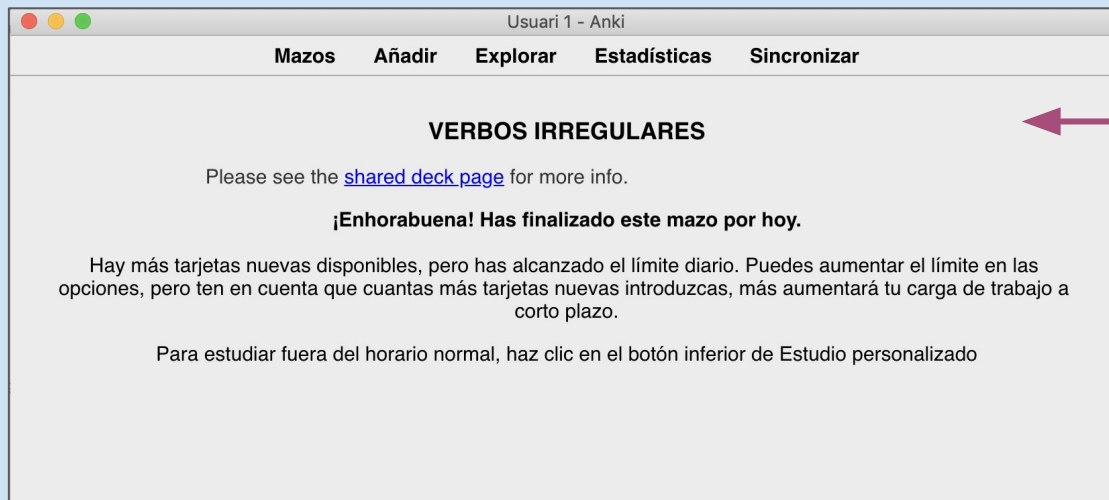 Usuari 1 - Anki
Mazos Añadir Explorar Estadísticas Sincronizar
VERBOS IRREGULARES
Please see the shared deck page for more info.
¡Enhorabuena! Has finalizado este mazo por hoy.
Hay más tarjetas nuevas disponibles, pero has alcanzado el límite diario. Puedes aumentar el límite en las
opciones, pero ten en cuenta que cuantas más tarjetas nuevas introduzcas, más aumentará tu carga de trabajo a
corto plazo.
Para estudiar fuera del horario normal, haz clic en el botón inferior de Estudio personalizado